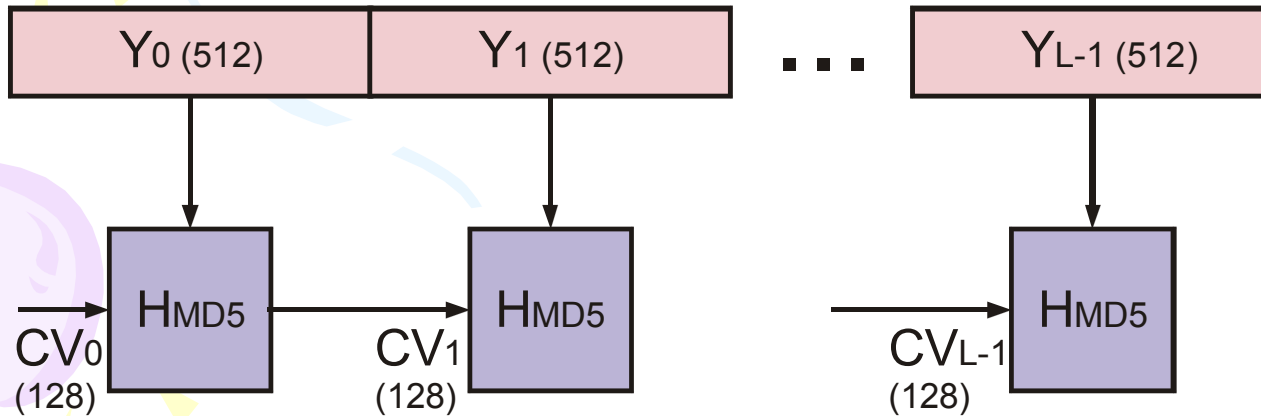 Y0 (512) Y1 (512) ... YL-1 (512)
HMD5 HMD5 HMD5
CV0 CV1 CVL-1
(128) (128) (128)